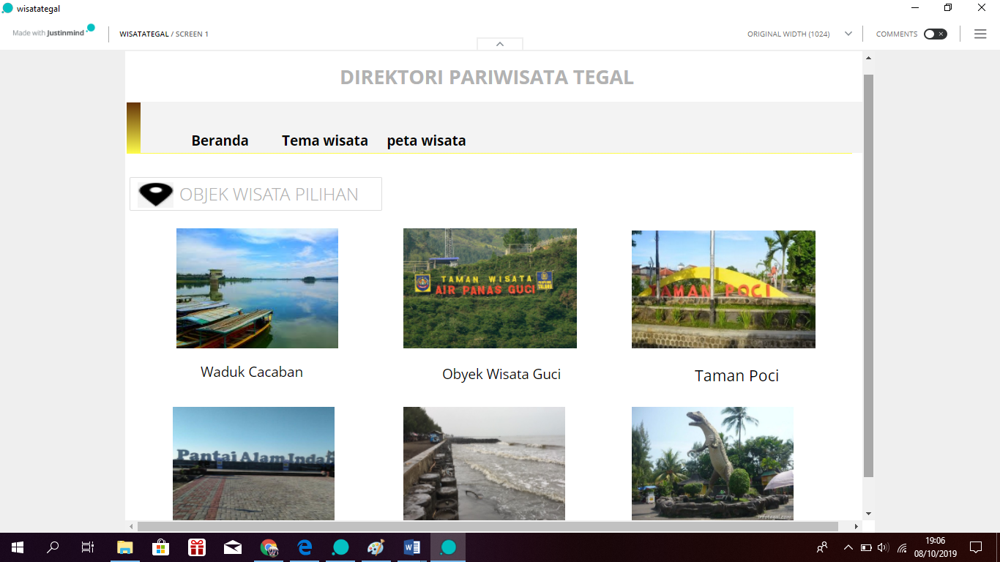 wisatategal
Made with Justinmind
WISATATEGAL / SCREEN 1
ORIGINAL WIDTH (1024)
COMMENTS
DIREKTORI PARIWISATA TEGAL
Beranda Tema wisata peta wisata
OBJEK WISATA PILIHAN
TAMAN WISATA
AIR PANAS GUCI
TAMAN POCI
Waduk Cacaban
Obyek Wisata Guci
Taman Poci
Pantai Alam Indah
infotegal.com
19:06
08/10/2019